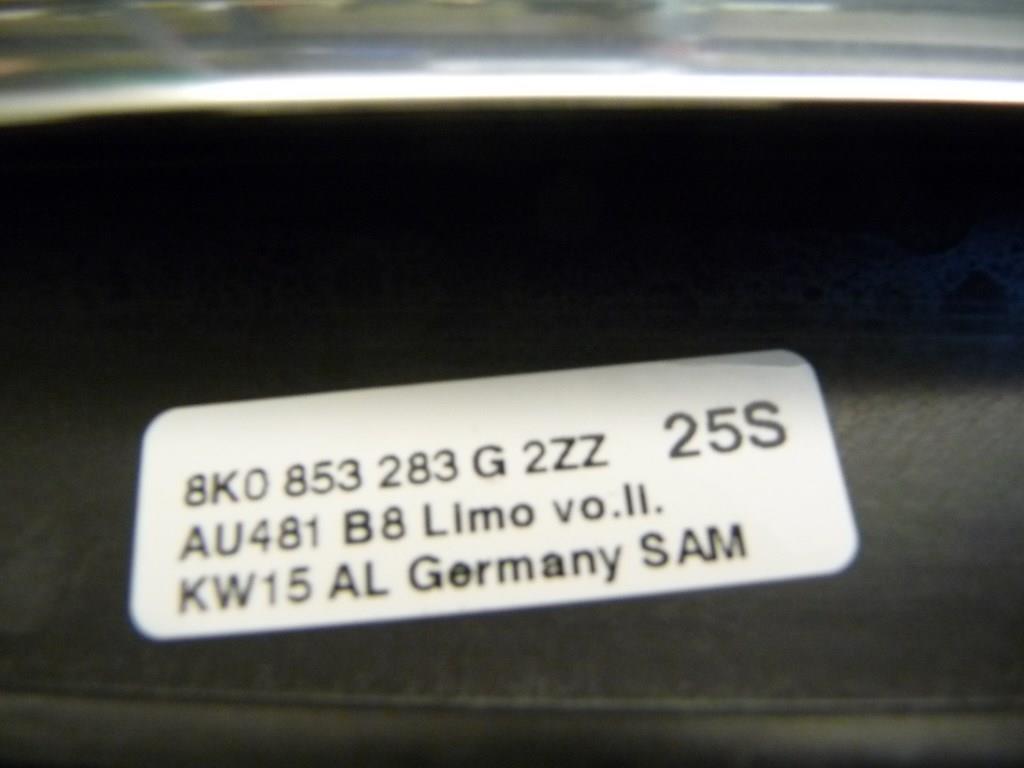 8K0 853 283 G 2ZZ 25S
AU481 B8 Limo vo.li.
KW15 AL Germany SAM